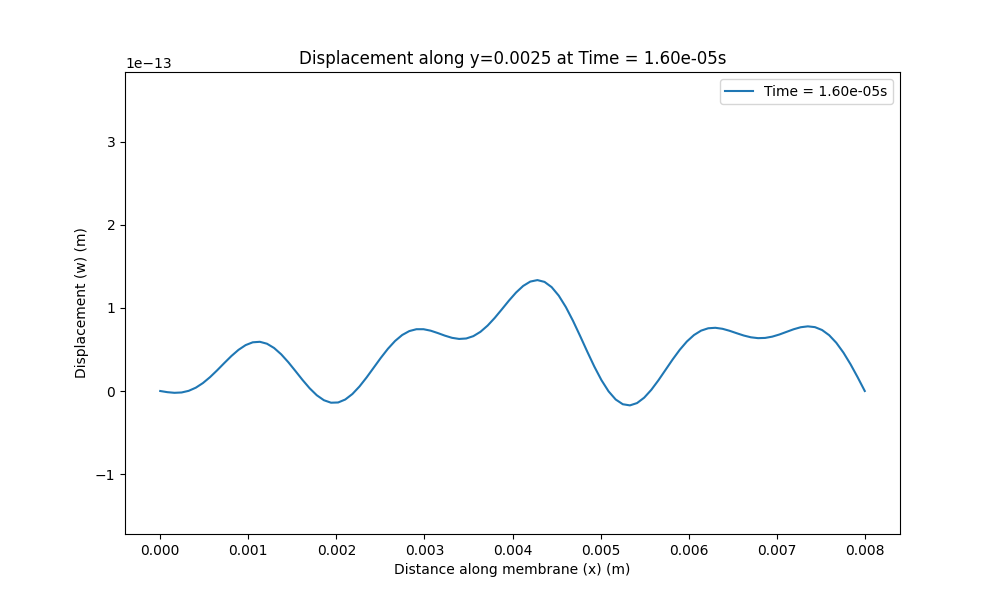 Displacement along y=0.0025 at Time = 1.60e-05s
1e−13
Time = 1.60e-05s
3
2
1
0
−1
Displacement (w) (m)
0.000 0.001 0.002 0.003 0.004 0.005 0.006 0.007 0.008
Distance along membrane (x) (m)